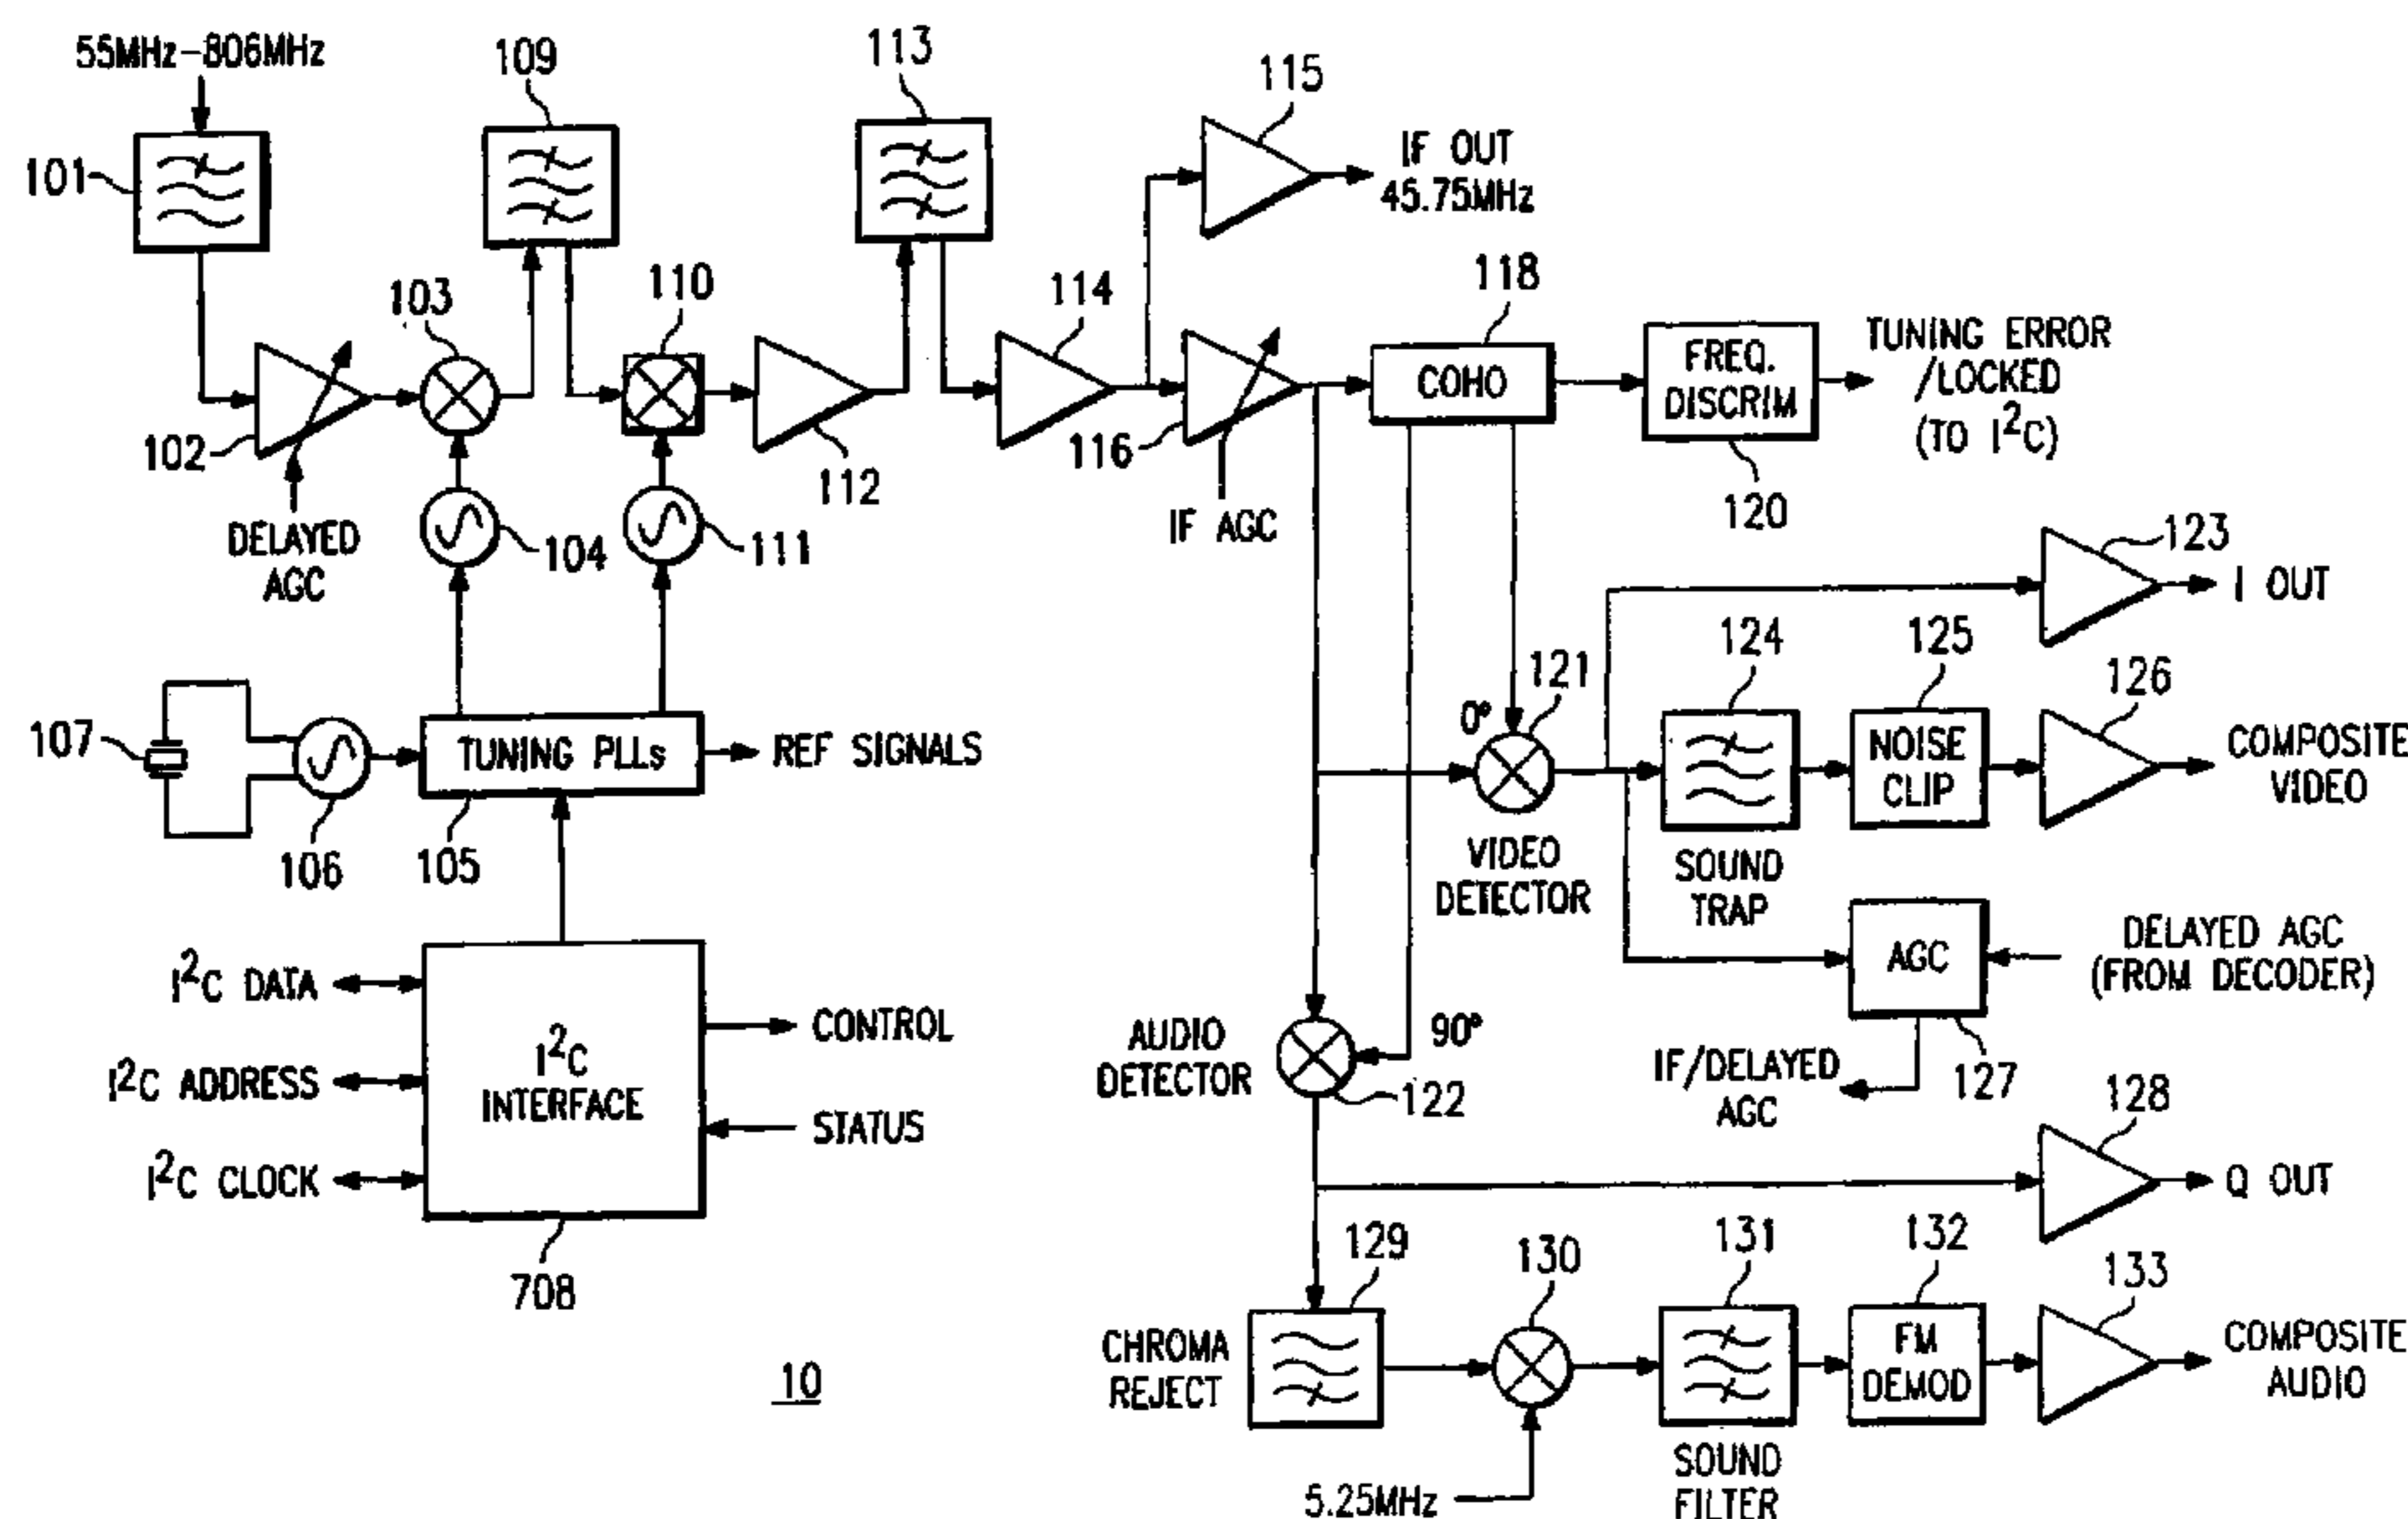 55MHz-806MHz
109
113
115
101
IF OUT
45.75MHz
118
103
110
114
COHO
FREQ.
DISCRIM
TUNING ERROR
/LOCKED
(TO I²C)
102
112
116
120
DELAYED
AGC
104
111
IF AGC
123
I OUT
124
125
121
126
107
0°
TUNING PLLs
REF SIGNALS
NOISE
CLIP
COMPOSITE
VIDEO
106
105
VIDEO
DETECTOR
SOUND
TRAP
AGC
DELAYED AGC
(FROM DECODER)
I²C DATA
CONTROL
AUDIO
DETECTOR
90°
I²C
INTERFACE
I²C ADDRESS
IF/DELAYED
AGC
127
122
128
STATUS
I²C CLOCK
Q OUT
708
129
130
131
132
133
CHROMA
REJECT
FM
DEMOD
COMPOSITE
AUDIO
10
5.25MHz
SOUND
FILTER